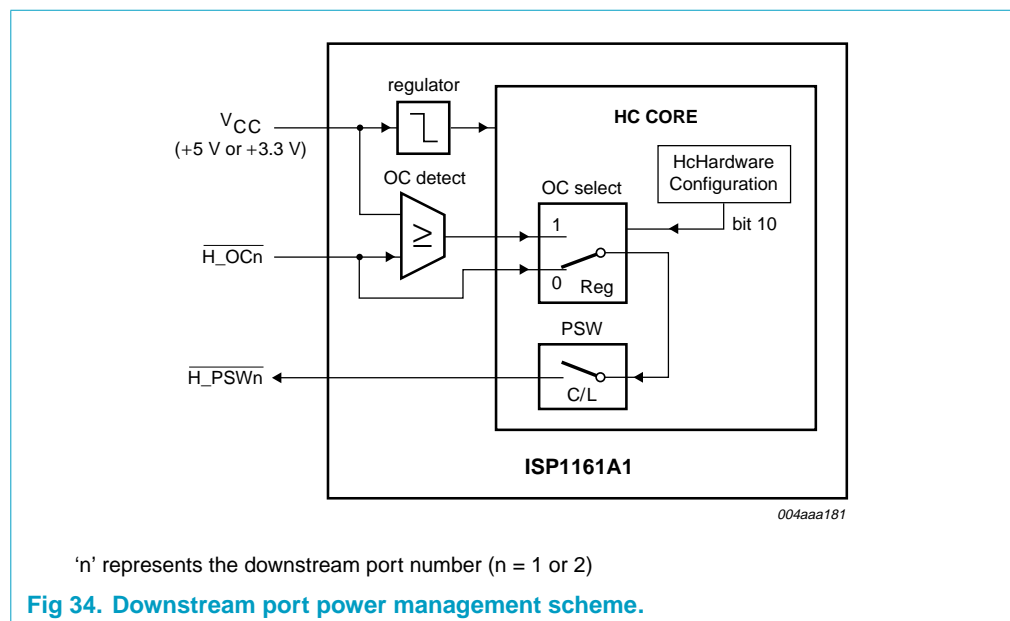 regulator
VCC
(+5 V or +3.3 V)
HC CORE
HcHardware
Configuration
OC detect
OC select
1
bit 10
≥
H_OCn
0
Reg
PSW
H_PSWn
C/L
ISP1161A1
004aaa181
‘n’ represents the downstream port number (n = 1 or 2)
Fig 34. Downstream port power management scheme.